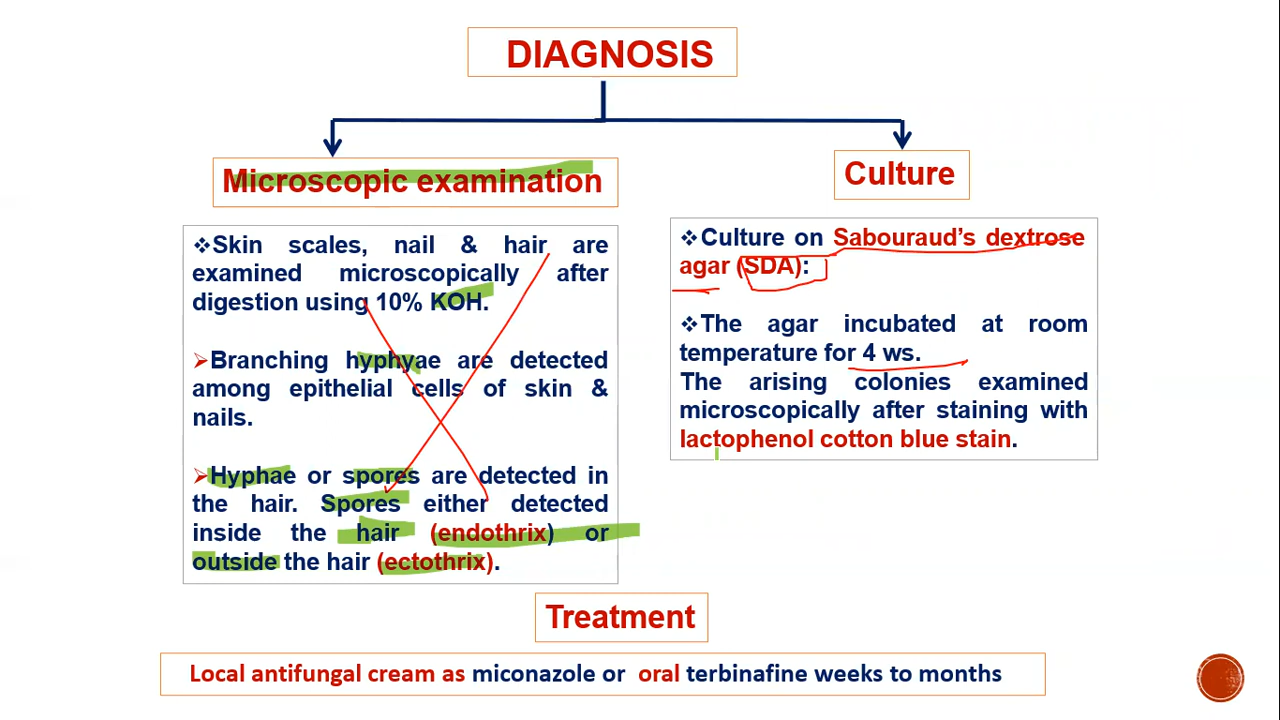 DIAGNOSIS
Microscopic examination
❖Skin scales, nail & hair are
examined microscopically after
digestion using 10% KOH.
➢Branching hyphyae are detected
among epithelial cells of skin &
nails.
➢Hyphae or spores are detected in
the hair. Spores either detected
inside the hair (endothrix) or
outside the hair (ectothrix).
Culture
❖Culture on Sabouraud's dextrose
agar (SDA):
❖The agar incubated at room
temperature for 4 ws.
The arising colonies examined
microscopically after staining with
lactophenol cotton blue stain.
Treatment
Local antifungal cream as miconazole or oral terbinafine weeks to months